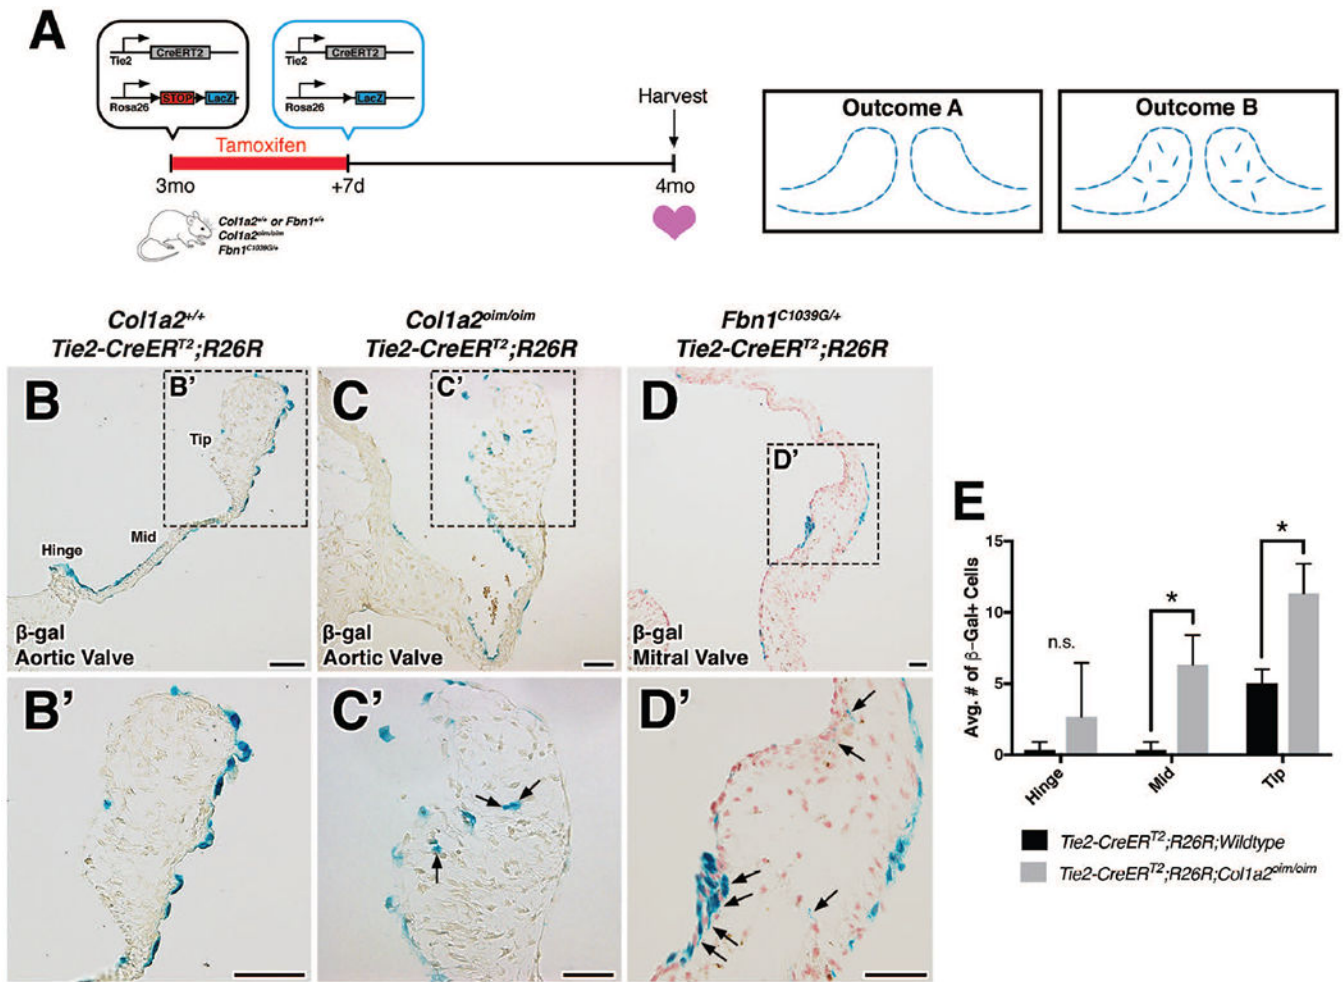 A
Tie2 CreERT2
Rosa26 STOP LacZ
Tie2 CreERT2
Rosa26 LacZ
Tamoxifen
3mo
+7d
Harvest
4mo
Col1a2+/+ or Fbn1+/+
Col1a2oim/oim
Fbn1C1039G/+
Outcome A
Outcome B
Col1a2+/+
Tie2-CreERT2;R26R
Col1a2oim/oim
Tie2-CreERT2;R26R
Fbn1C1039G/+
Tie2-CreERT2;R26R
B
B’
Tip
Mid
Hinge
β-gal
Aortic Valve
C
C’
β-gal
Aortic Valve
D
D’
β-gal
Mitral Valve
B’
C’
D’
E
Avg. # of β-Gal+ Cells
15
10
5
0
n.s.
*
*
Hinge
Mid
Tip
Tie2-CreERT2;R26R;Wildtype
Tie2-CreERT2;R26R;Col1a2oim/oim